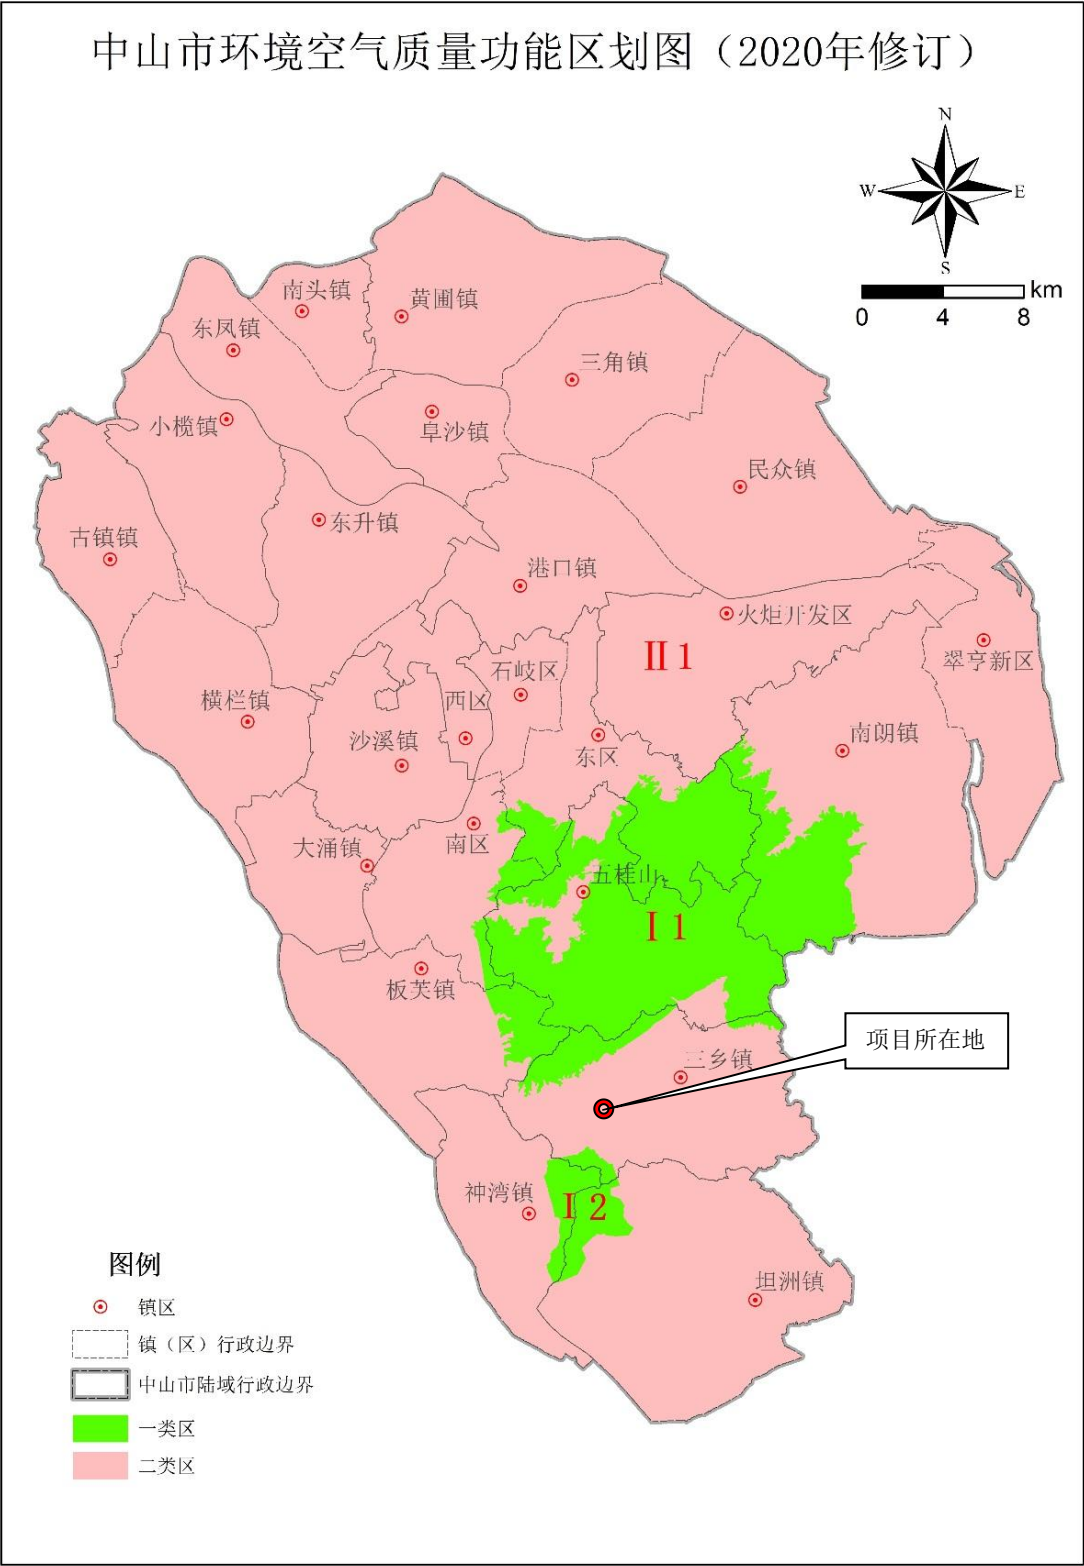 中山市环境空气质量功能区划图（2020年修订）
N
W
E
S
km
0
4
8
南头镇
黄圃镇
东凤镇
三角镇
小榄镇
阜沙镇
民众镇
东升镇
古镇镇
港口镇
火炬开发区
Ⅱ1
翠亨新区
石岐区
西区
横栏镇
南朗镇
沙溪镇
东区
南区
大涌镇
五桂山
Ⅰ1
板芙镇
项目所在地
三乡镇
神湾镇
Ⅰ2
坦洲镇
图例
镇区
镇（区）行政边界
中山市陆域行政边界
一类区
二类区